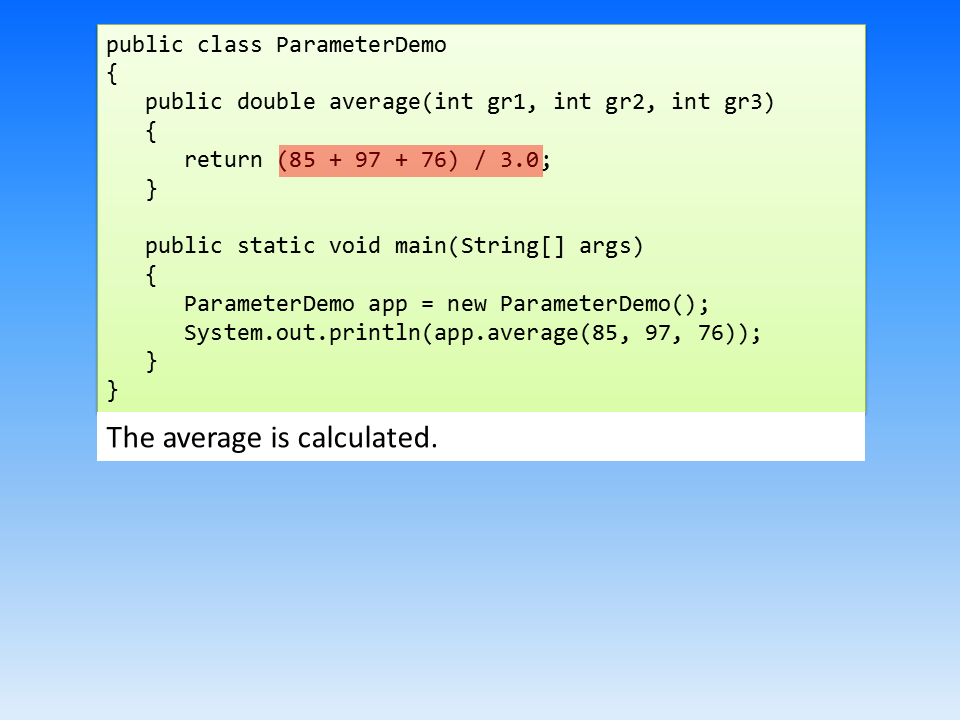 public class ParameterDemo
{
   public double average(int gr1, int gr2, int gr3)
   {
      return (85 + 97 + 76) / 3.0;
   }

   public static void main(String[] args)
   {
      ParameterDemo app = new ParameterDemo();
      System.out.println(app.average(85, 97, 76));
   }
}
The average is calculated.